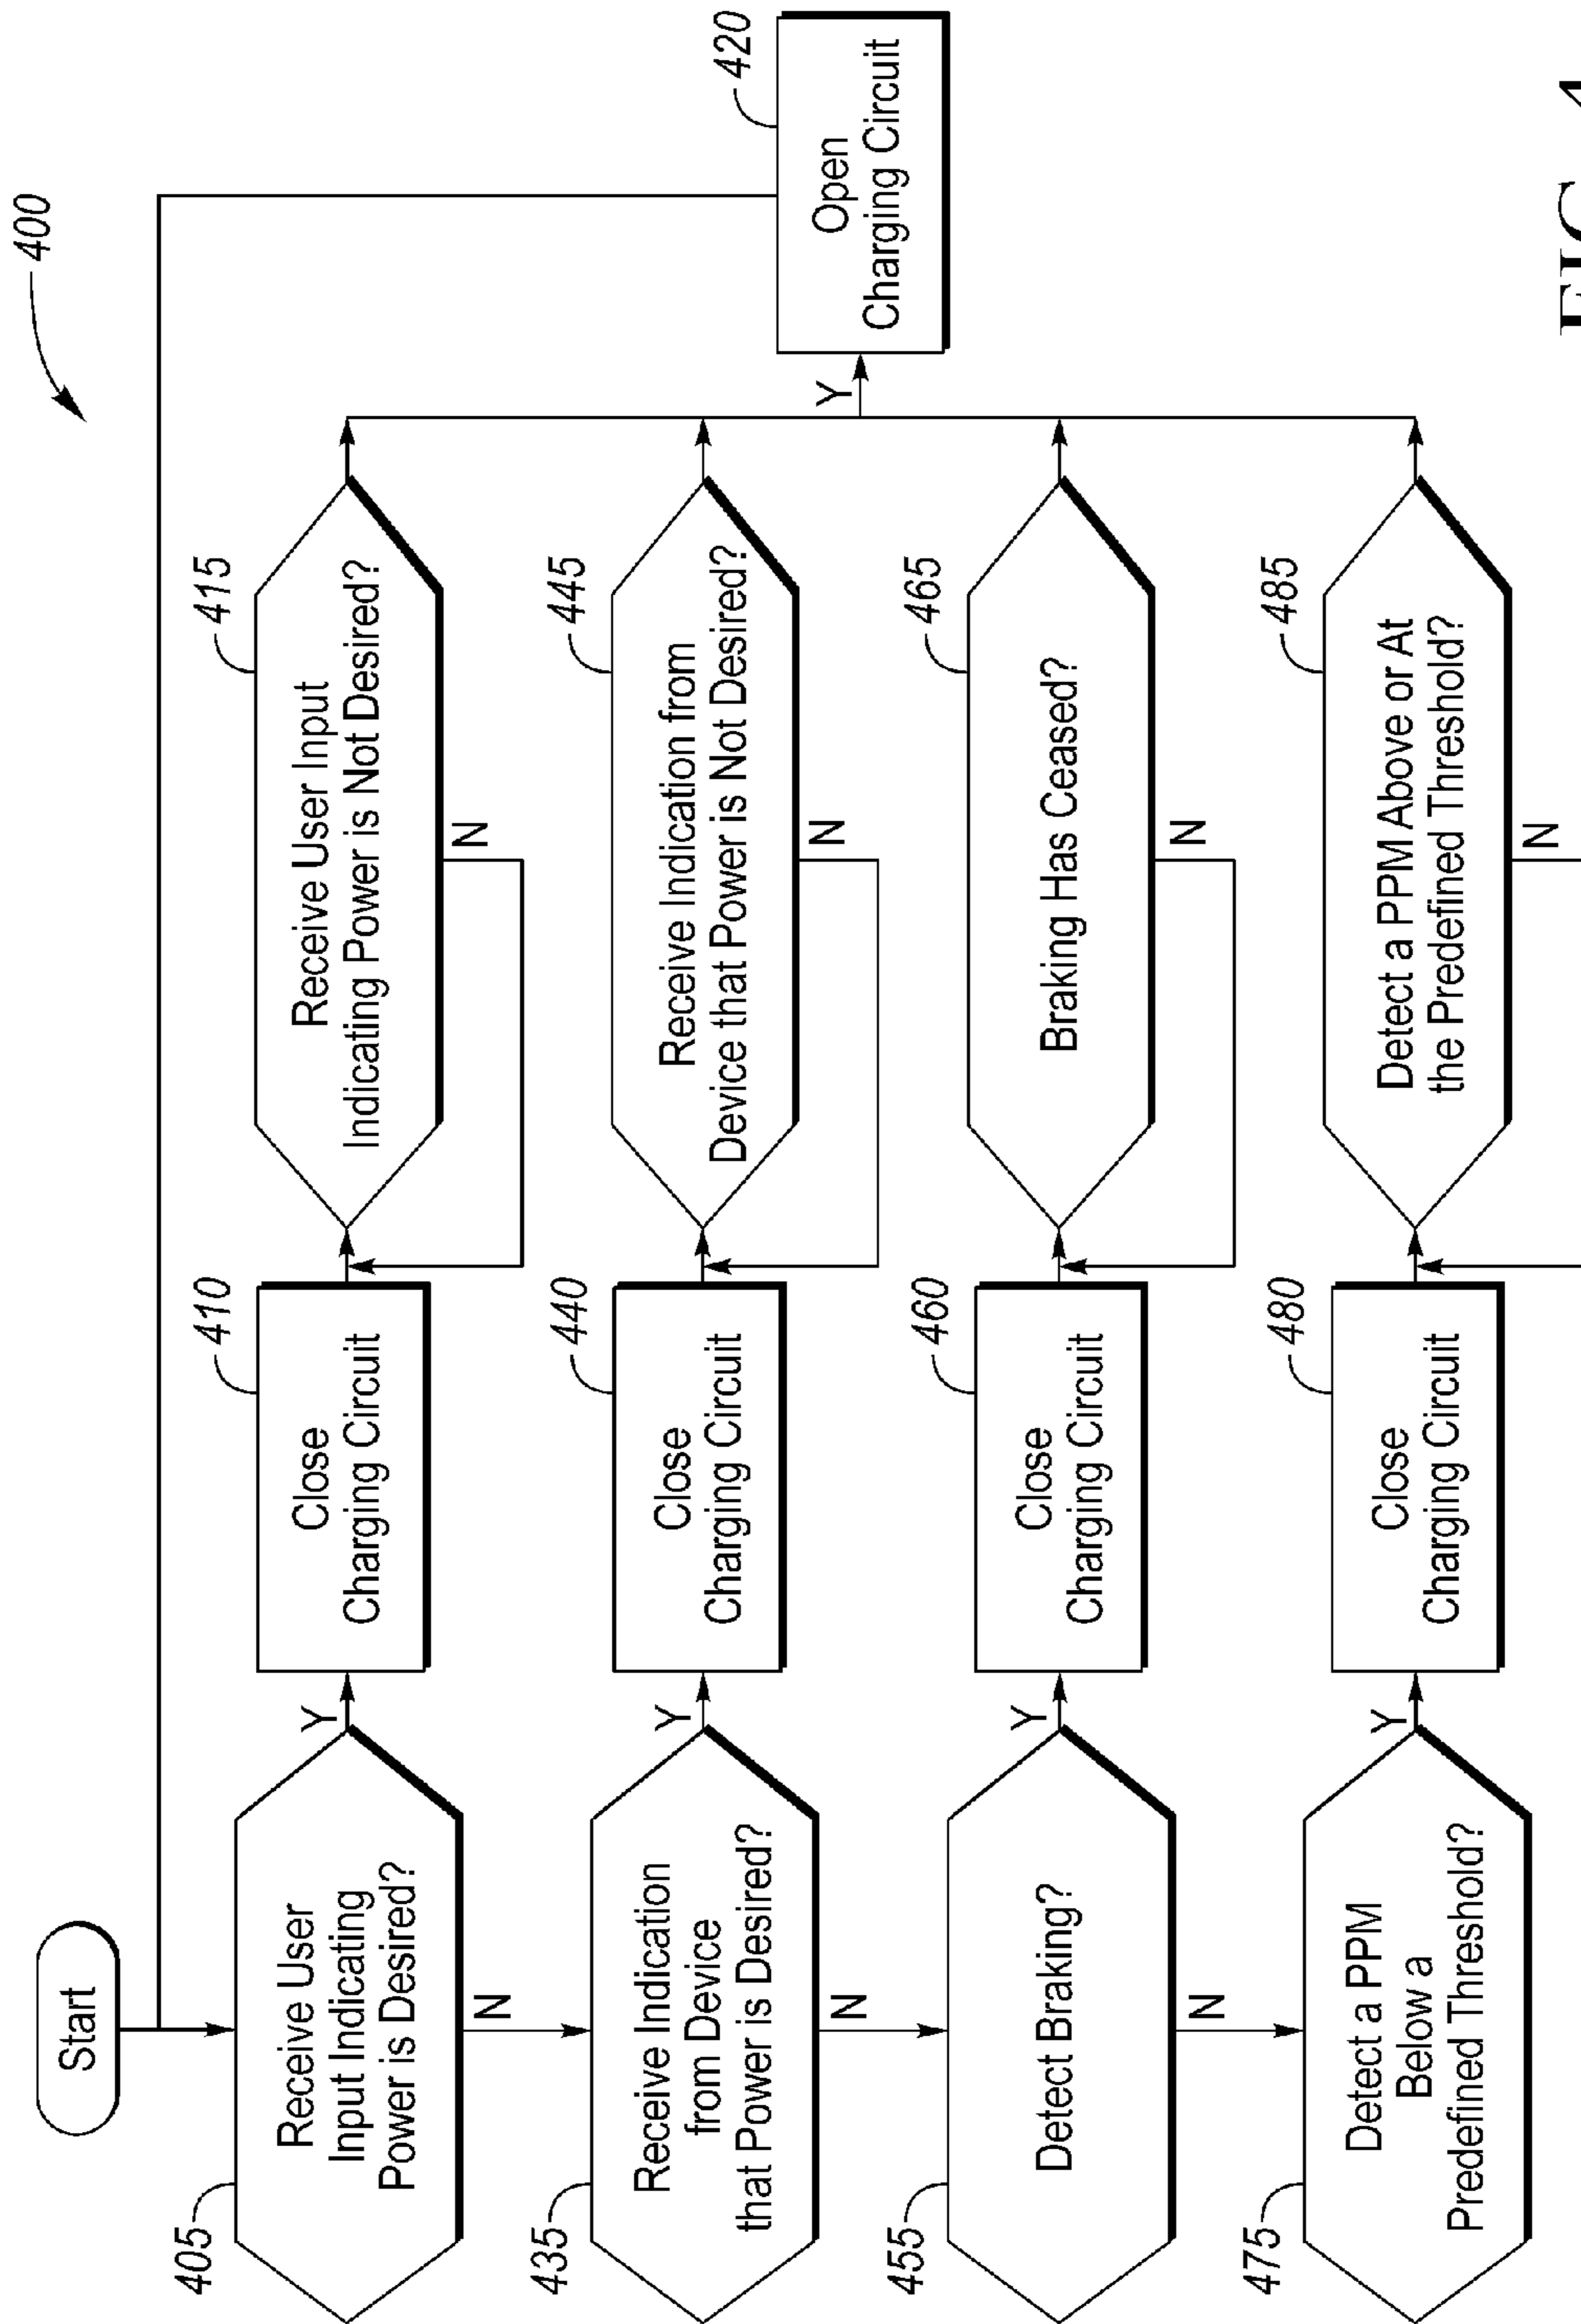 400
Start
405
Receive User
Input Indicating
Power is Desired?
Y
N
410
Close
Charging Circuit
415
Receive User Input
Indicating Power is Not Desired?
N
435
Receive Indication
from Device
that Power is Desired?
Y
N
440
Close
Charging Circuit
445
Receive Indication from
Device that Power is Not Desired?
N
Y
420
Open
Charging Circuit
455
Detect Braking?
Y
N
460
Close
Charging Circuit
465
Braking Has Ceased?
N
475
Detect a PPM
Below a
Predefined Threshold?
Y
480
Close
Charging Circuit
485
Detect a PPM Above or At
the Predefined Threshold?
N